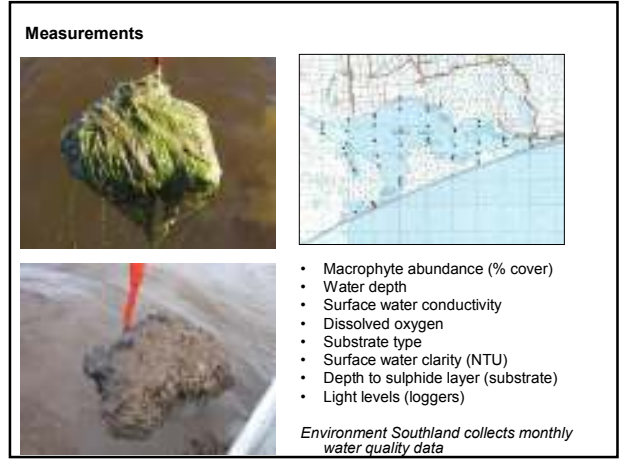 Measurements
• Macrophyte abundance (% cover)
• Water depth
• Surface water conductivity
• Dissolved oxygen
• Substrate type
• Surface water clarity (NTU)
• Depth to sulphide layer (substrate)
• Light levels (loggers)
Environment Southland collects monthly
water quality data